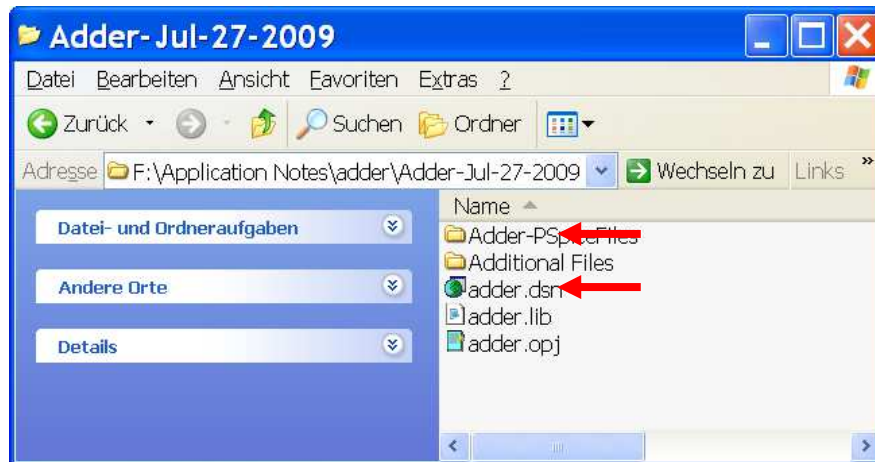 Adder-Jul-27-2009
Datei Bearbeiten Ansicht Favoriten Extras ?
Zurück Suchen Ordner
Adresse F:\Application Notes\adder\Adder-Jul-27-2009 Wechseln zu Links »
Name
Datei- und Ordneraufgaben
Andere Orte
Details
Adder-PSpiceFiles
Additional Files
adder.dsn
adder.lib
adder.opj